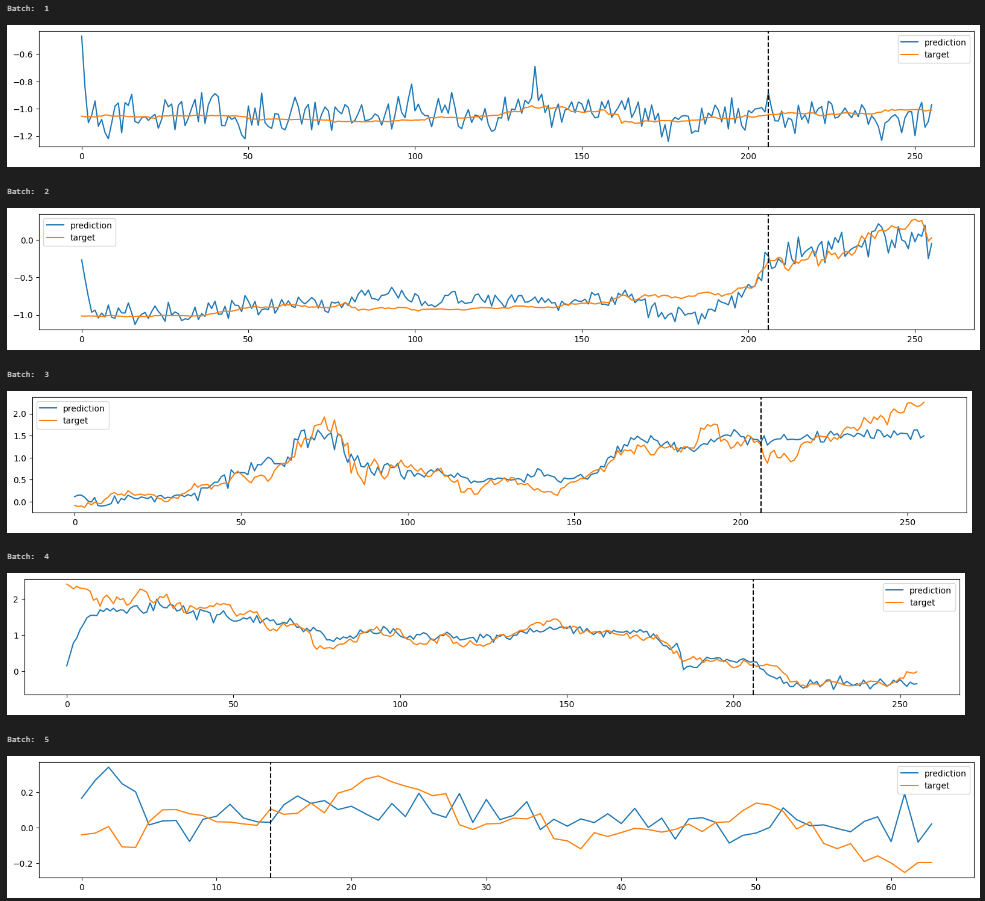 Batch:  1
prediction
target
−0.6
−0.8
−1.0
−1.2
0 50 100 150 200 250
Batch:  2
prediction
target
0.0
−0.5
−1.0
0 50 100 150 200 250
Batch:  3
prediction
target
2.0
1.5
1.0
0.5
0.0
0 50 100 150 200 250
Batch:  4
prediction
target
2
1
0
0 50 100 150 200 250
Batch:  5
prediction
target
0.2
0.0
−0.2
0 10 20 30 40 50 60